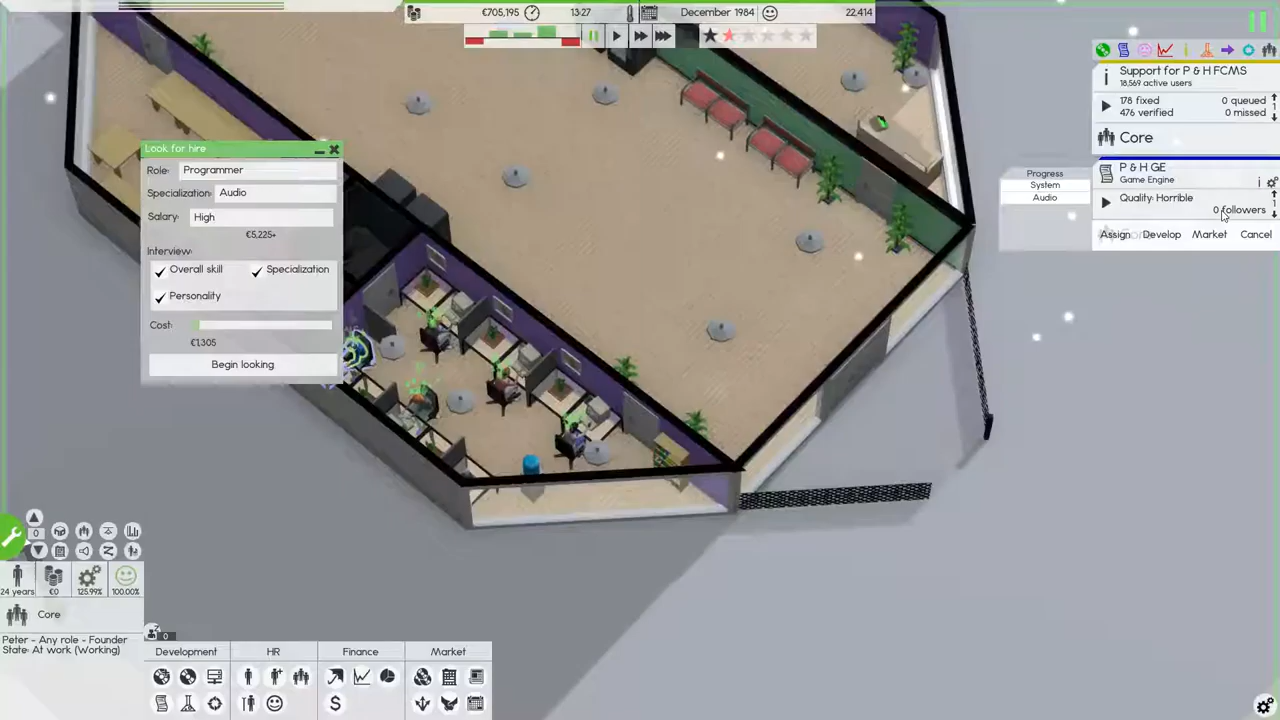 €705,195 13:27 December 1984 22,414
Support for P & H FCMS
18,569 active users
178 fixed 0 queued
476 verified 0 missed
Core
P & H GE
Game Engine
Quality: Horrible
0 followers
Assign Develop Market Cancel
Progress
System
Audio
Look for hire
Role: Programmer
Specialization: Audio
Salary: High
€5,225+
Interview:
Overall skill Specialization
Personality
Cost:
€1,305
Begin looking
0
24 years €0 125.99% 100.00%
Core
Peter - Any role - Founder
State: At work (Working)
0
Development HR Finance Market